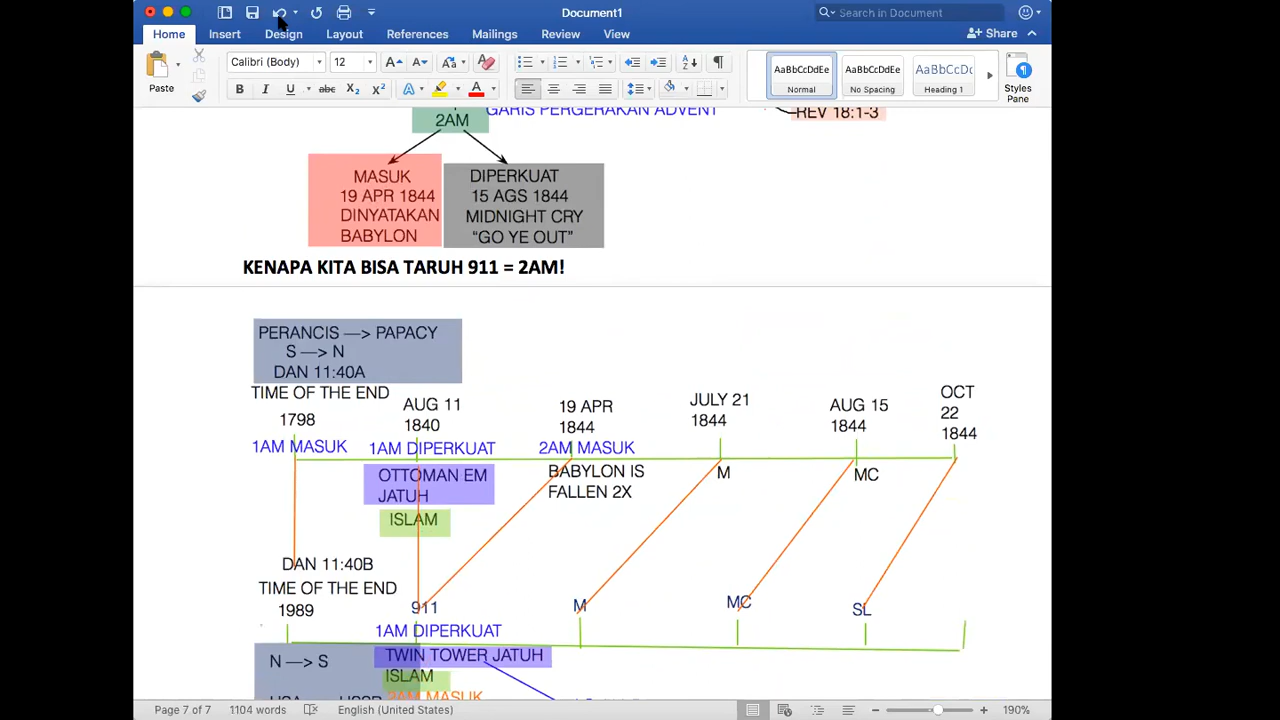 Document1
Search in Document
Home Insert Design Layout References Mailings Review View
Share
Paste
Calibri (Body) 12
B I U abc X₂ X²
AaBbCcDdEe AaBbCcDdEe AaBbCcDc
Normal No Spacing Heading 1
Styles Pane
GARIS PERGERAKAN ADVENT
REV 18:1-3
2AM
MASUK
19 APR 1844
DINYATAKAN
BABYLON
DIPERKUAT
15 AGS 1844
MIDNIGHT CRY
“GO YE OUT”
KENAPA KITA BISA TARUH 911 = 2AM!
PERANCIS —> PAPACY
S —> N
DAN 11:40A
TIME OF THE END
1798
1AM MASUK
AUG 11
1840
1AM DIPERKUAT
OTTOMAN EM
JATUH
ISLAM
19 APR
1844
2AM MASUK
BABYLON IS
FALLEN 2X
JULY 21
1844
M
AUG 15
1844
MC
OCT
22
1844
DAN 11:40B
TIME OF THE END
1989
911
M
MC
SL
1AM DIPERKUAT
N —> S
TWIN TOWER JATUH
ISLAM
2AM MASUK
Page 7 of 7 1104 words English (United States) 190%